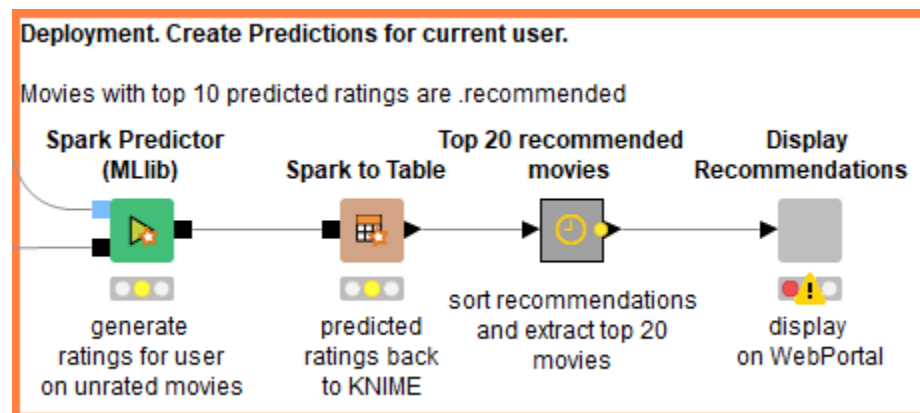 Deployment. Create Predictions for current user.
Movies with top 10 predicted ratings are .recommended
Spark Predictor
(MLlib)
Spark to Table
Top 20 recommended
movies
Display
Recommendations
generate
ratings for user
on unrated movies
predicted
ratings back
to KNIME
sort recommendations
and extract top 20
movies
display
on WebPortal